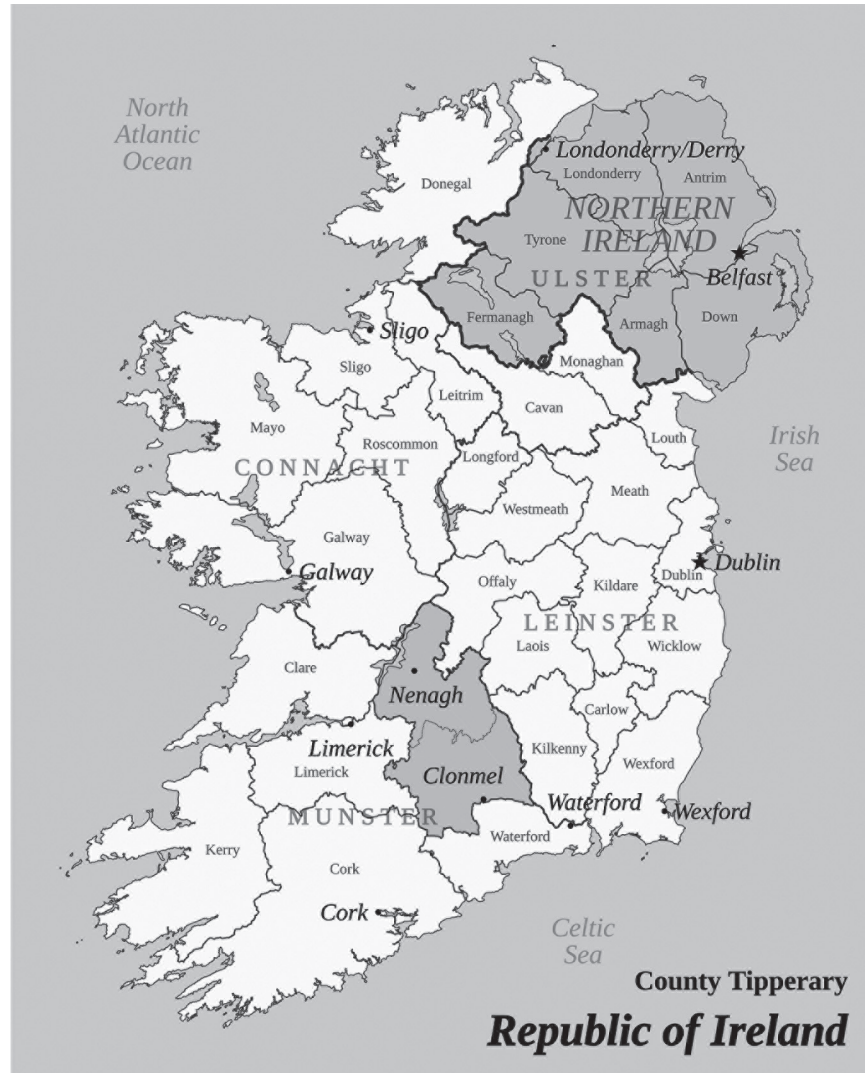 North
Atlantic
Ocean
Londonderry/Derry
Londonderry
Antrim
Donegal
NORTHERN
IRELAND
Tyrone
ULSTER
Belfast
Fermanagh
Armagh
Down
Sligo
Monaghan
Sligo
Leitrim
Cavan
Mayo
Roscommon
Longford
Louth
Irish
Sea
CONNACHT
Meath
Westmeath
Galway
Galway
Offaly
Kildare
Dublin
Dublin
LEINSTER
Laois
Wicklow
Clare
Nenagh
Carlow
Limerick
Limerick
Kilkenny
Wexford
Clonmel
Waterford
Wexford
MUNSTER
Waterford
Kerry
Cork
Cork
Celtic
Sea
County Tipperary
Republic of Ireland